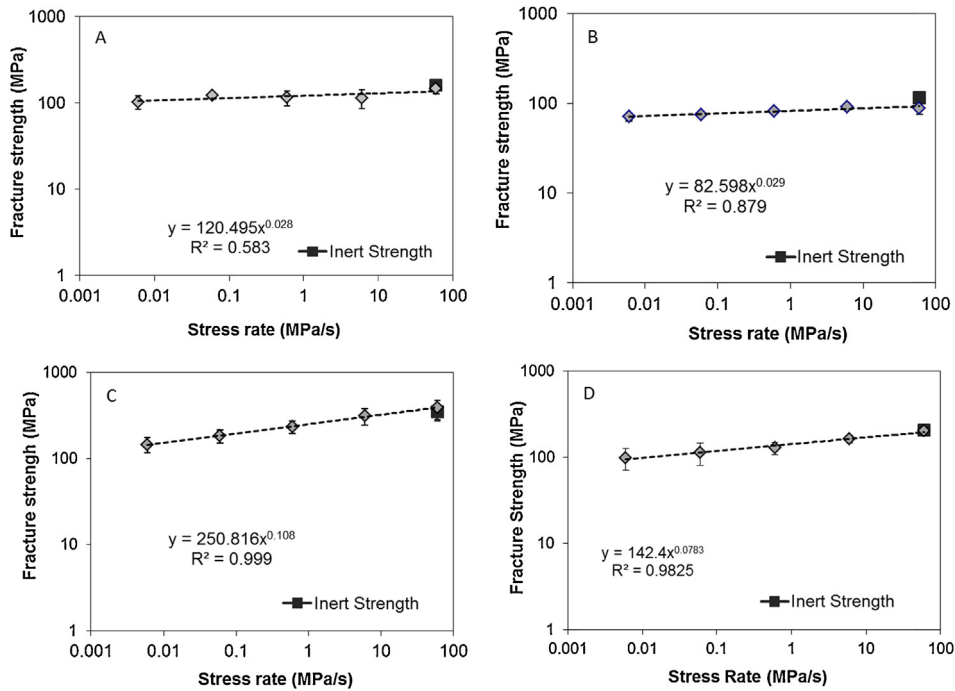 A
Fracture strength (MPa)
1000
100
10
1
y = 120.495x^0.028
R² = 0.583
Inert Strength
0.001 0.01 0.1 1 10 100
Stress rate (MPa/s)
B
Fracture strength (MPa)
1000
100
10
1
y = 82.598x^0.029
R² = 0.879
Inert Strength
0.001 0.01 0.1 1 10 100
Stress rate (MPa/s)
C
Fracture strengh (MPa)
1000
100
10
1
y = 250.816x^0.108
R² = 0.999
Inert Strength
0.001 0.01 0.1 1 10 100
Stress rate (MPa/s)
D
Fracture Strength (MPa)
1000
100
10
1
y = 142.4x^0.0783
R² = 0.9825
Inert Strength
0.001 0.01 0.1 1 10 100
Stress Rate (MPa/s)